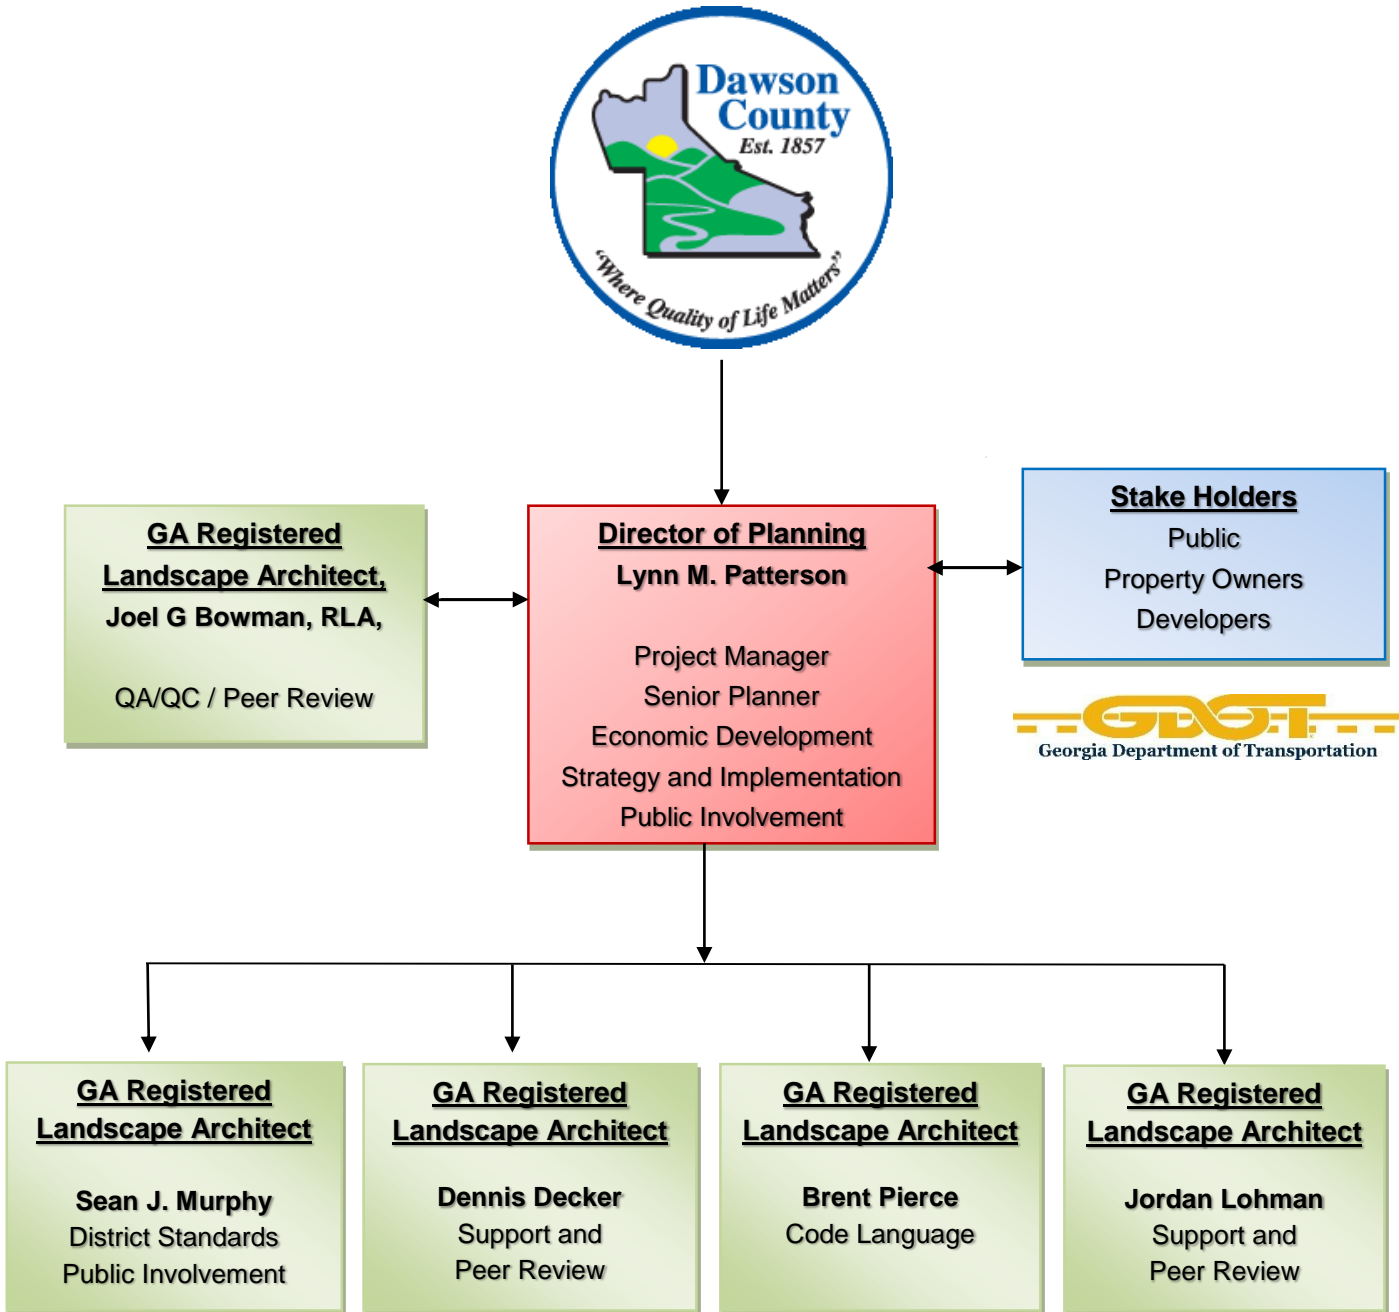 Dawson
County
Est. 1857
“Where Quality of Life Matters”
GA Registered
Landscape Architect,
Joel G Bowman, RLA,
QA/QC / Peer Review
Director of Planning
Lynn M. Patterson
Project Manager
Senior Planner
Economic Development
Strategy and Implementation
Public Involvement
Stake Holders
Public
Property Owners
Developers
GDOT
Georgia Department of Transportation
GA Registered
Landscape Architect
Sean J. Murphy
District Standards
Public Involvement
GA Registered
Landscape Architect
Dennis Decker
Support and
Peer Review
GA Registered
Landscape Architect
Brent Pierce
Code Language
GA Registered
Landscape Architect
Jordan Lohman
Support and
Peer Review